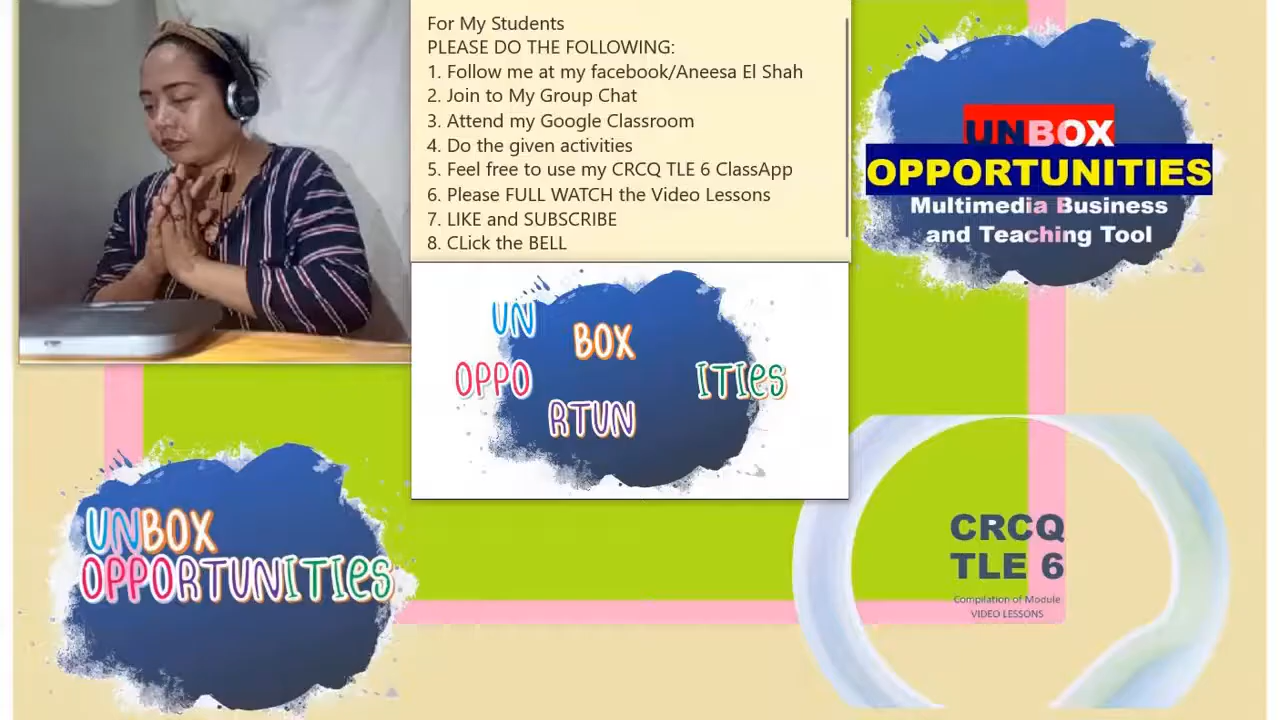 For My Students
PLEASE DO THE FOLLOWING:
1. Follow me at my facebook/Aneesa El Shah
2. Join to My Group Chat
3. Attend my Google Classroom
4. Do the given activities
5. Feel free to use my CRCQ TLE 6 ClassApp
6. Please FULL WATCH the Video Lessons
7. LIKE and SUBSCRIBE
8. CLick the BELL
UNBOX
OPPORTUNITIES
Multimedia Business
and Teaching Tool
UN
BOX
OPPO
RTUN
ITIes
UNBOX
OPPORTUNITIes
CRCQ
TLE 6
Compilation of Module
VIDEO LESSONS